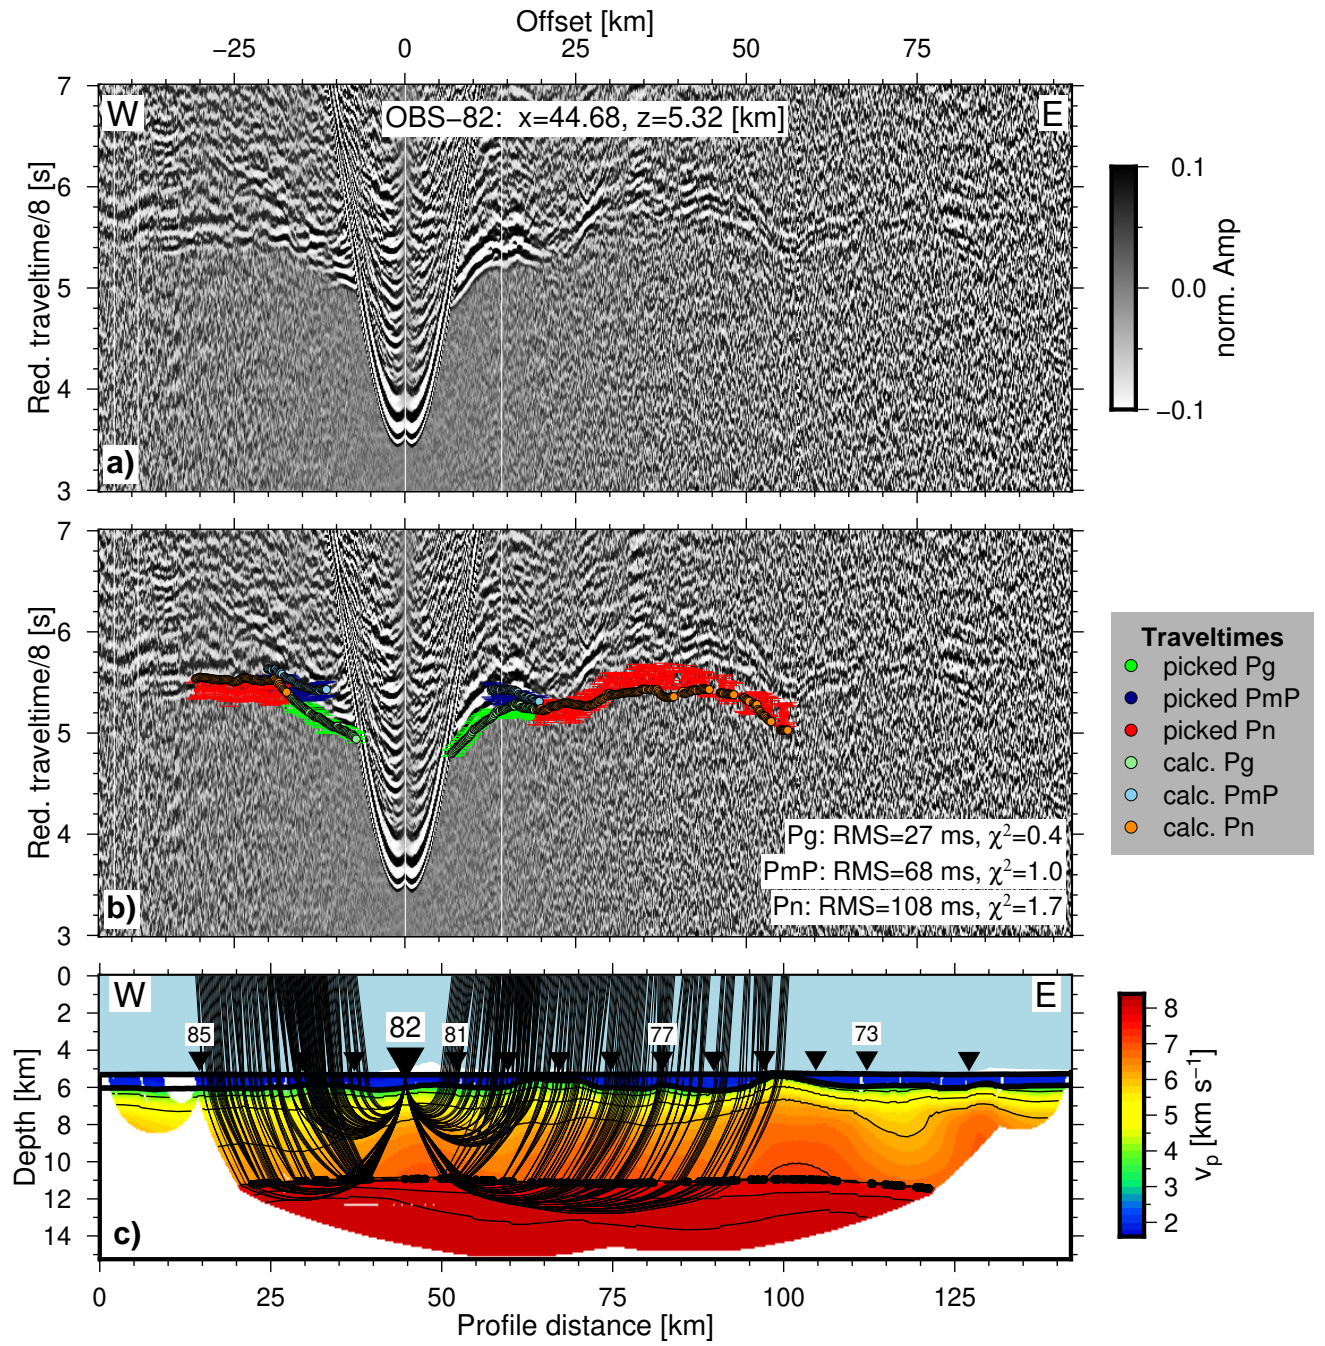 Offset [km]
−25 0 25 50 75
W
OBS−82: x=44.68, z=5.32 [km]
E
7
6
5
4
3
Red. traveltime/8 [s]
a)
0.1
0.0
−0.1
norm. Amp
7
6
5
4
3
Red. traveltime/8 [s]
b)
Pg: RMS=27 ms, χ²=0.4
PmP: RMS=68 ms, χ²=1.0
Pn: RMS=108 ms, χ²=1.7
Traveltimes
picked Pg
picked PmP
picked Pn
calc. Pg
calc. PmP
calc. Pn
W
E
85 82 81 77 73
0
2
4
6
8
10
12
14
Depth [km]
c)
8
7
6
5
4
3
2
vₚ [km s⁻¹]
0 25 50 75 100 125
Profile distance [km]